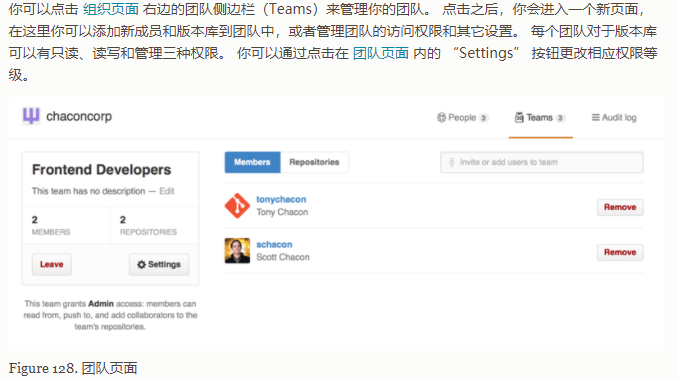 你可以点击 组织页面 右边的团队侧边栏（Teams）来管理你的团队。 点击之后，你会进入一个新页面，
在这里你可以添加新成员和版本库到团队中，或者管理团队的访问权限和其它设置。 每个团队对于版本库
可以有只读、读写和管理三种权限。 你可以通过点击在 团队页面 内的 “Settings” 按钮更改相应权限等
级。
chaconcorp
People 3
Teams 3
Audit log
Frontend Developers
This team has no description — Edit
2
MEMBERS
2
REPOSITORIES
Leave
Settings
This team grants Admin access: members can
read from, push to, and add collaborators to the
team's repositories.
Members
Repositories
Invite or add users to team
tonychacon
Tony Chacon
Remove
schacon
Scott Chacon
Remove
Figure 128. 团队页面